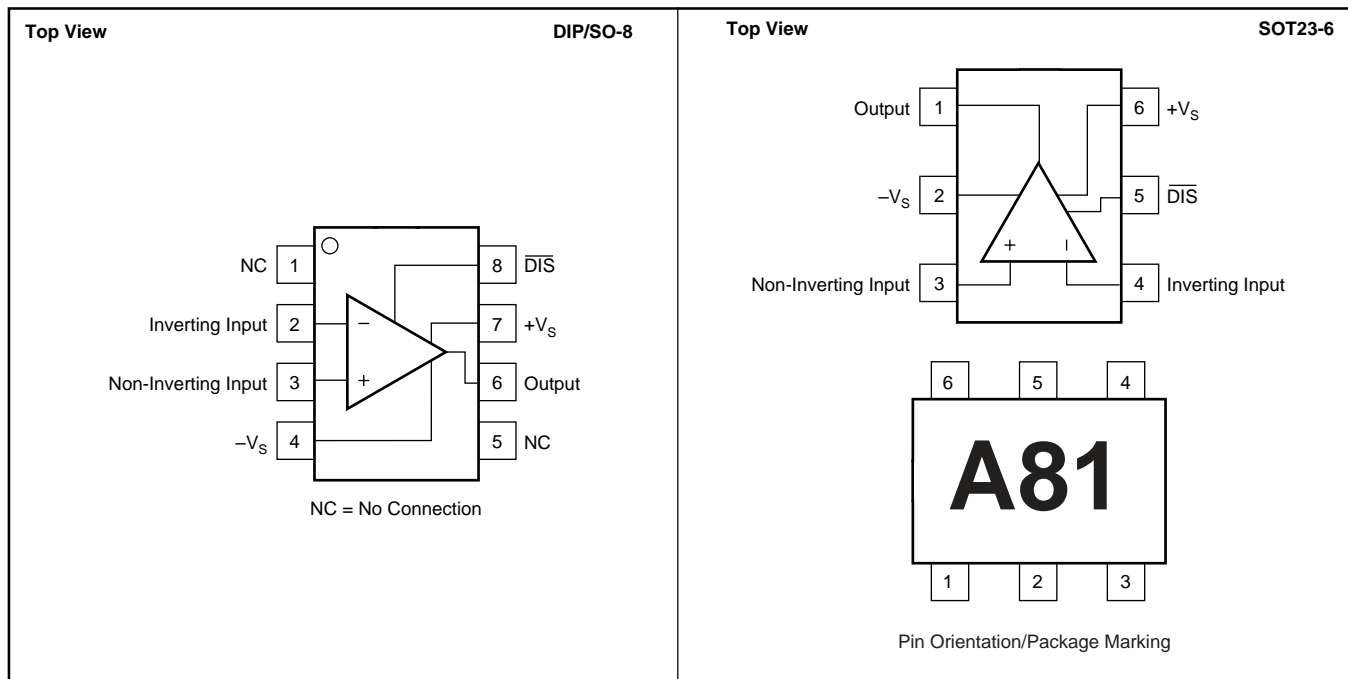 Top View DIP/SO-8
NC 1 8 D̅I̅S̅
Inverting Input 2 − 7 +VS
Non-Inverting Input 3 + 6 Output
–VS 4 5 NC
NC = No Connection
Top View SOT23-6
Output 1 6 +VS
–VS 2 5 D̅I̅S̅
+ −
Non-Inverting Input 3 4 Inverting Input
6 5 4
A81
1 2 3
Pin Orientation/Package Marking